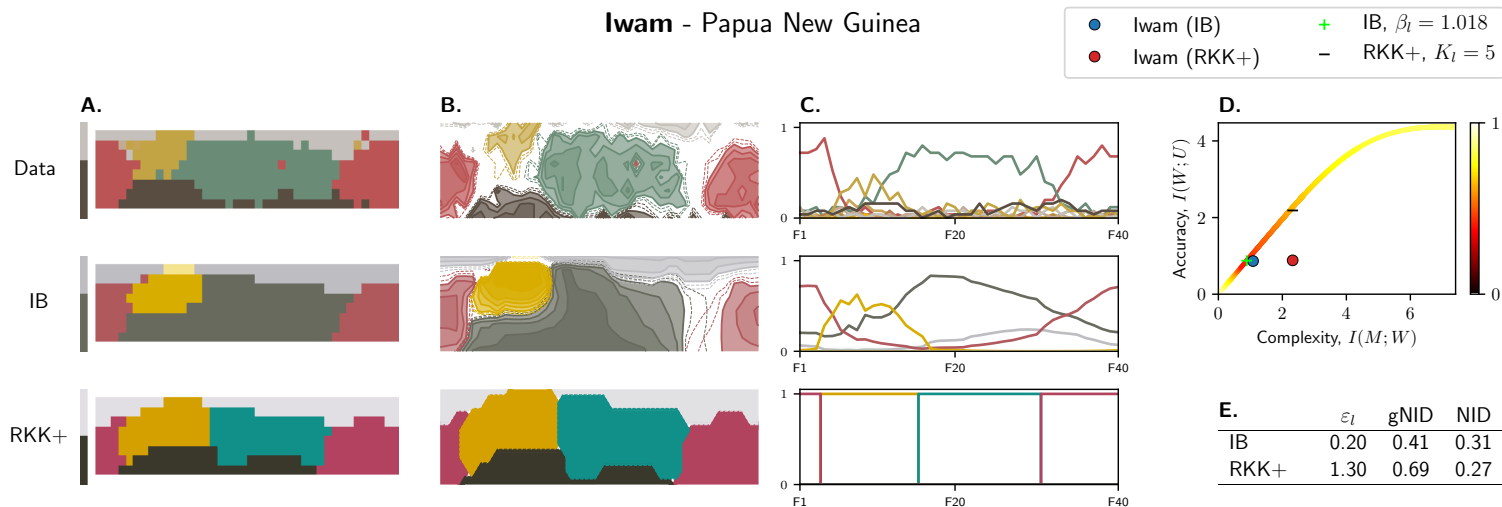 Iwam - Papua New Guinea
Iwam (IB)
Iwam (RKK+)
IB, βₗ = 1.018
RKK+, Kₗ = 5
A.
B.
C.
D.
Data
IB
RKK+
1
0
F1
F20
F40
1
0
F1
F20
F40
1
0
F1
F20
F40
Accuracy, I(W; U)
4
2
0
0
2
4
6
Complexity, I(M; W)
1
0
E.
εₗ gNID NID
IB 0.20 0.41 0.31
RKK+ 1.30 0.69 0.27